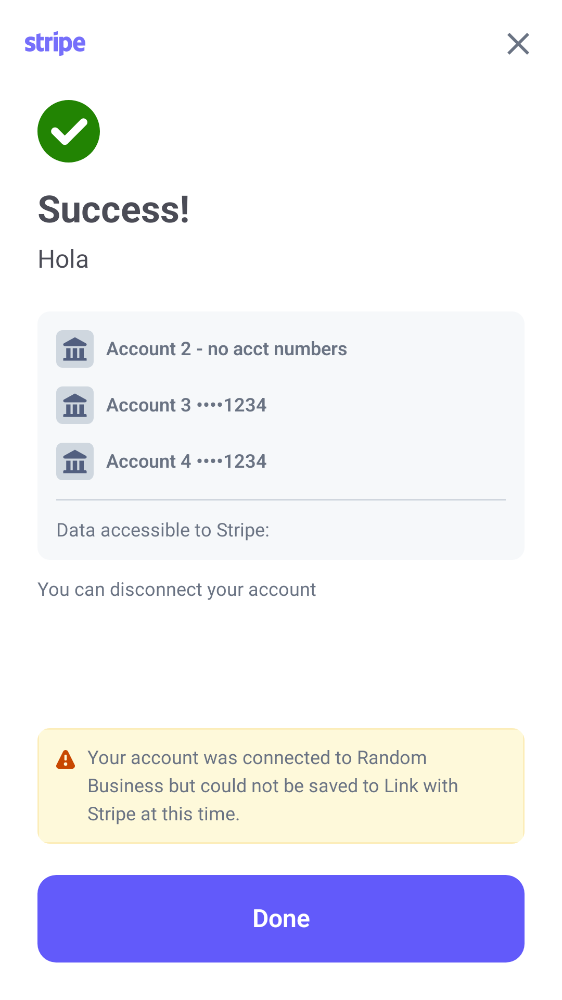 stripe
Success!
Hola
Account 2 - no acct numbers
Account 3 ••••1234
Account 4 ••••1234
Data accessible to Stripe:
You can disconnect your account
Your account was connected to Random
Business but could not be saved to Link with
Stripe at this time.
Done